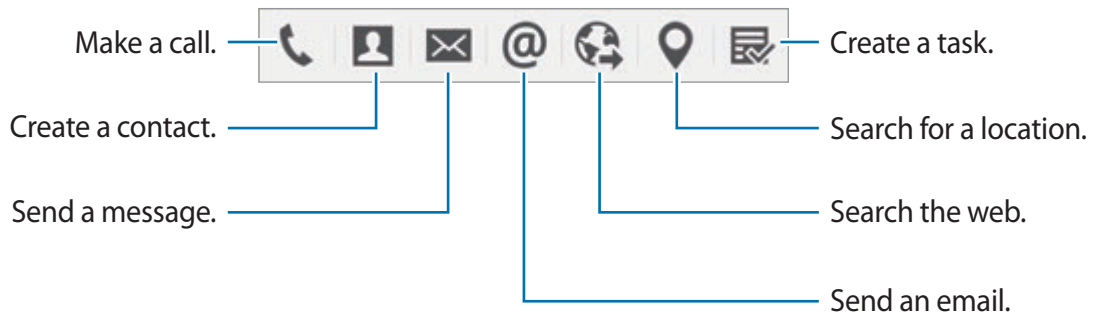 Make a call.
Create a task.
Create a contact.
Search for a location.
Send a message.
Search the web.
Send an email.